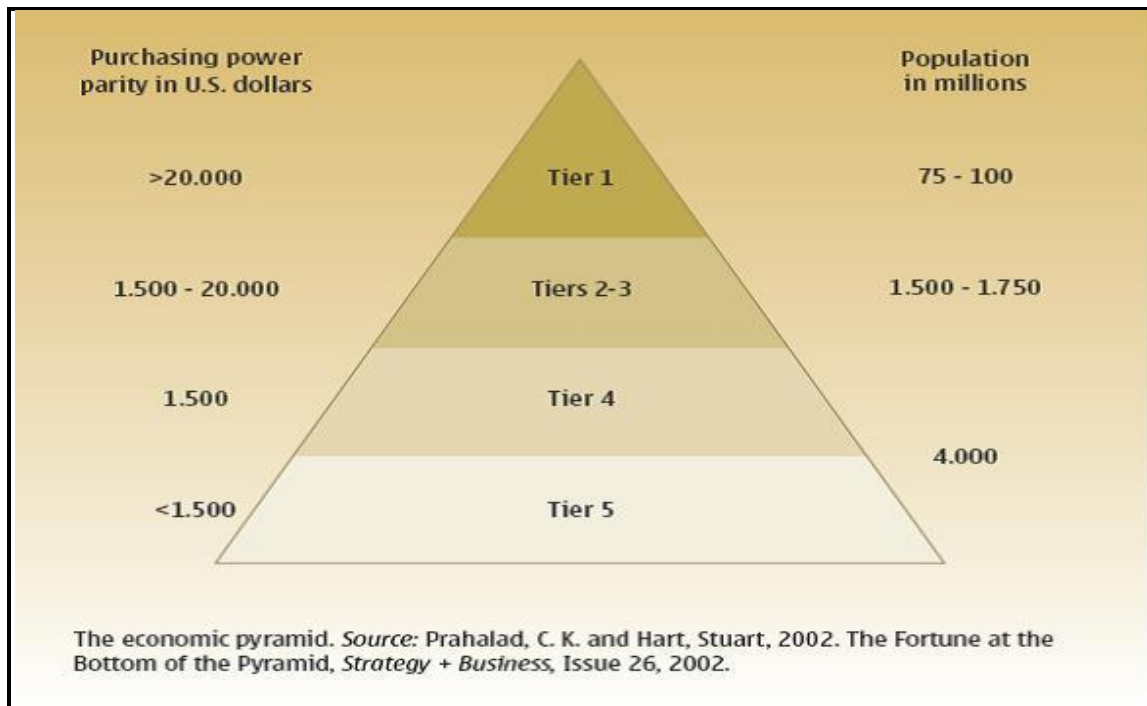 Purchasing power
parity in U.S. dollars
Population
in millions
>20.000
Tier 1
75 - 100
1.500 - 20.000
Tiers 2-3
1.500 - 1.750
1.500
Tier 4
4.000
<1.500
Tier 5
The economic pyramid. Source: Prahalad, C. K. and Hart, Stuart, 2002. The Fortune at the
Bottom of the Pyramid, Strategy + Business, Issue 26, 2002.